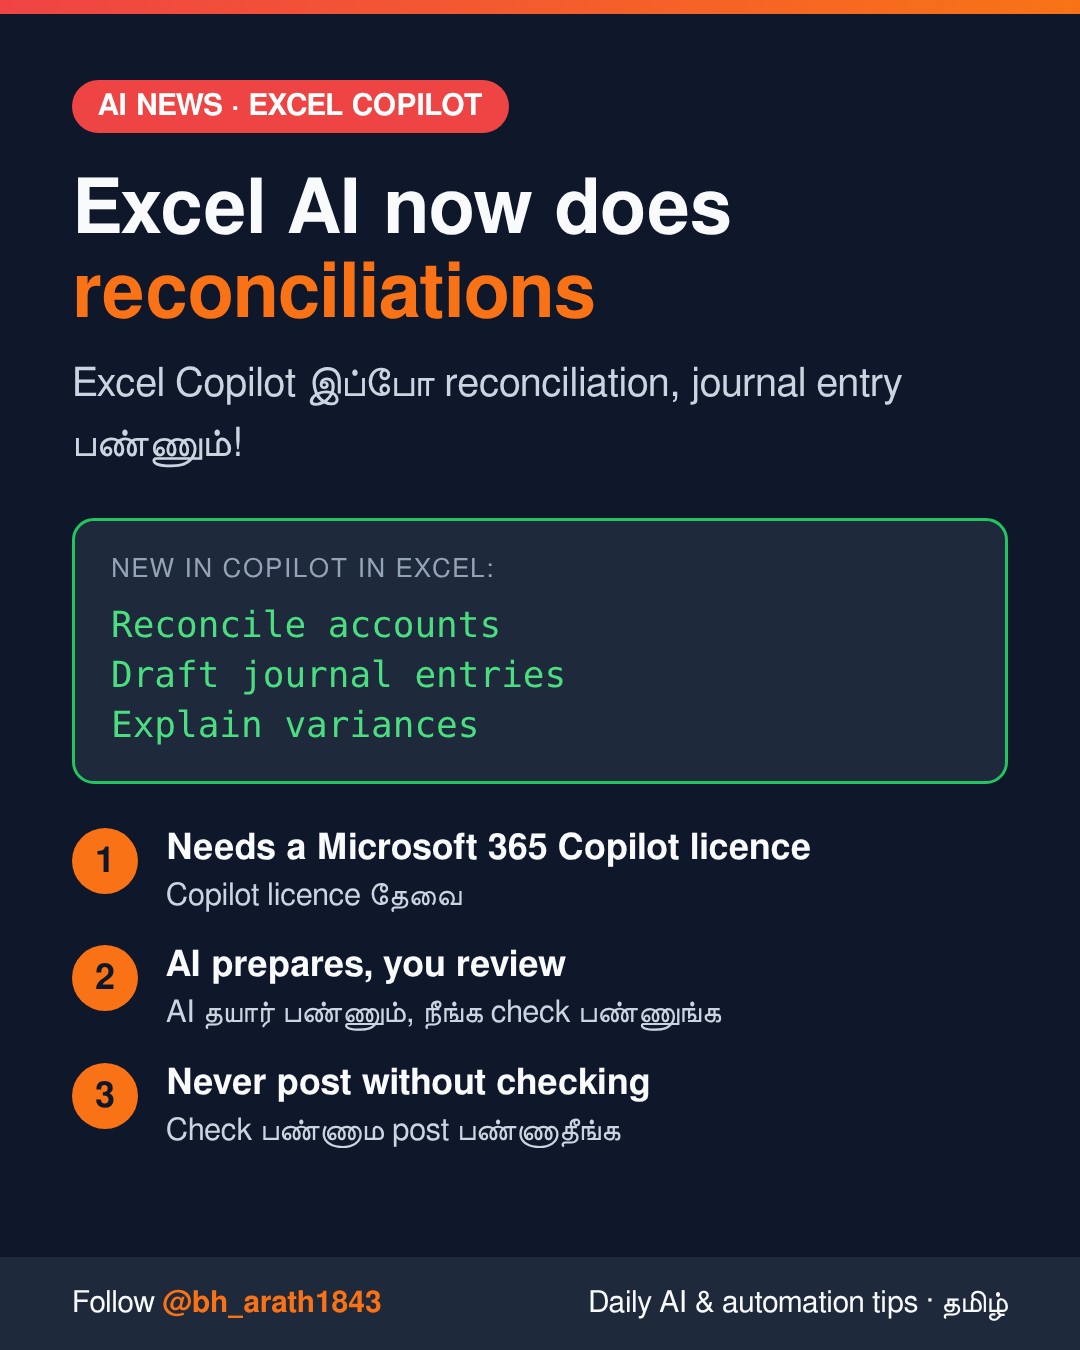 AI NEWS · EXCEL COPILOT
Excel AI now does
reconciliations
Excel Copilot இப்போ reconciliation, journal entry
பண்ணும்!
NEW IN COPILOT IN EXCEL:
Reconcile accounts
Draft journal entries
Explain variances
1 Needs a Microsoft 365 Copilot licence
Copilot licence தேவை
2 AI prepares, you review
AI தயார் பண்ணும், நீங்க check பண்ணுங்க
3 Never post without checking
Check பண்ணாம post பண்ணாதீங்க
Follow @bh_arath1843
Daily AI & automation tips · தமிழ்